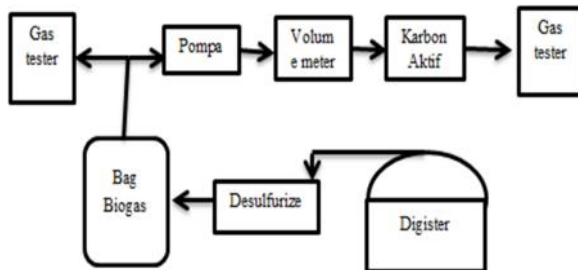 Gas
tester
Pompa
Volum
e meter
Karbon
Aktif
Gas
tester
Bag
Biogas
Desulfurize
Digister